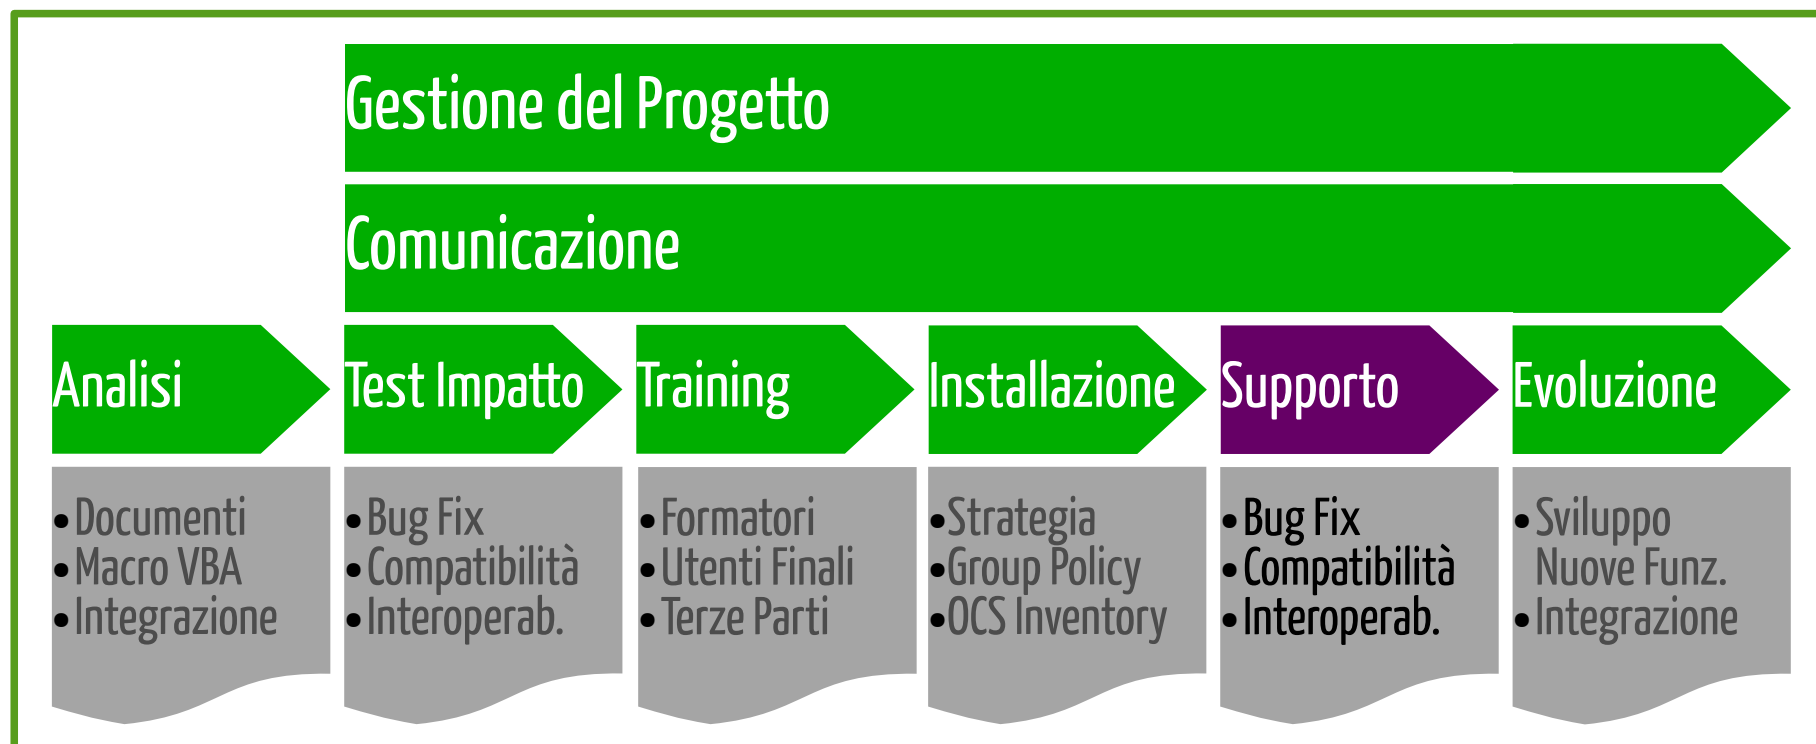 Gestione del Progetto
Comunicazione
Analisi
Test Impatto
Training
Installazione
Supporto
Evoluzione
•Documenti
•Macro VBA
•Integrazione
•Bug Fix
•Compatibilità
•Interoperab.
•Formatori
•Utenti Finali
•Terze Parti
•Strategia
•Group Policy
•OCS Inventory
•Bug Fix
•Compatibilità
•Interoperab.
•Sviluppo
Nuove Funz.
•Integrazione